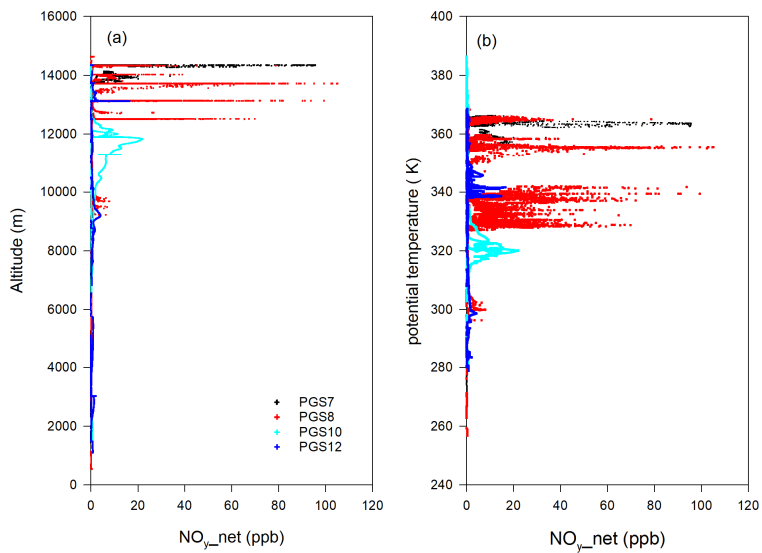 (a)
16000
14000
12000
10000
8000
6000
4000
2000
0
Altitude (m)
0 20 40 60 80 100 120
NOy_net (ppb)
PGS7
PGS8
PGS10
PGS12
(b)
400
380
360
340
320
300
280
260
240
potential temperature ( K)
0 20 40 60 80 100 120
NOy_net (ppb)